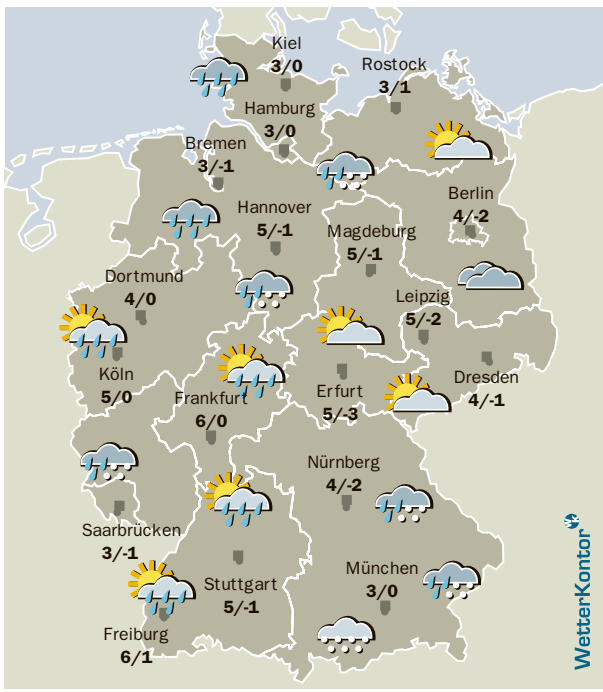 Kiel
3/0
Rostock
3/1
Hamburg
3/0
Bremen
3/-1
Berlin
4/-2
Hannover
5/-1
Magdeburg
5/-1
Dortmund
4/0
Leipzig
5/-2
Köln
5/0
Frankfurt
6/0
Erfurt
5/-3
Dresden
4/-1
Nürnberg
4/-2
Saarbrücken
3/-1
Stuttgart
5/-1
München
3/0
Freiburg
6/1
WetterKontor